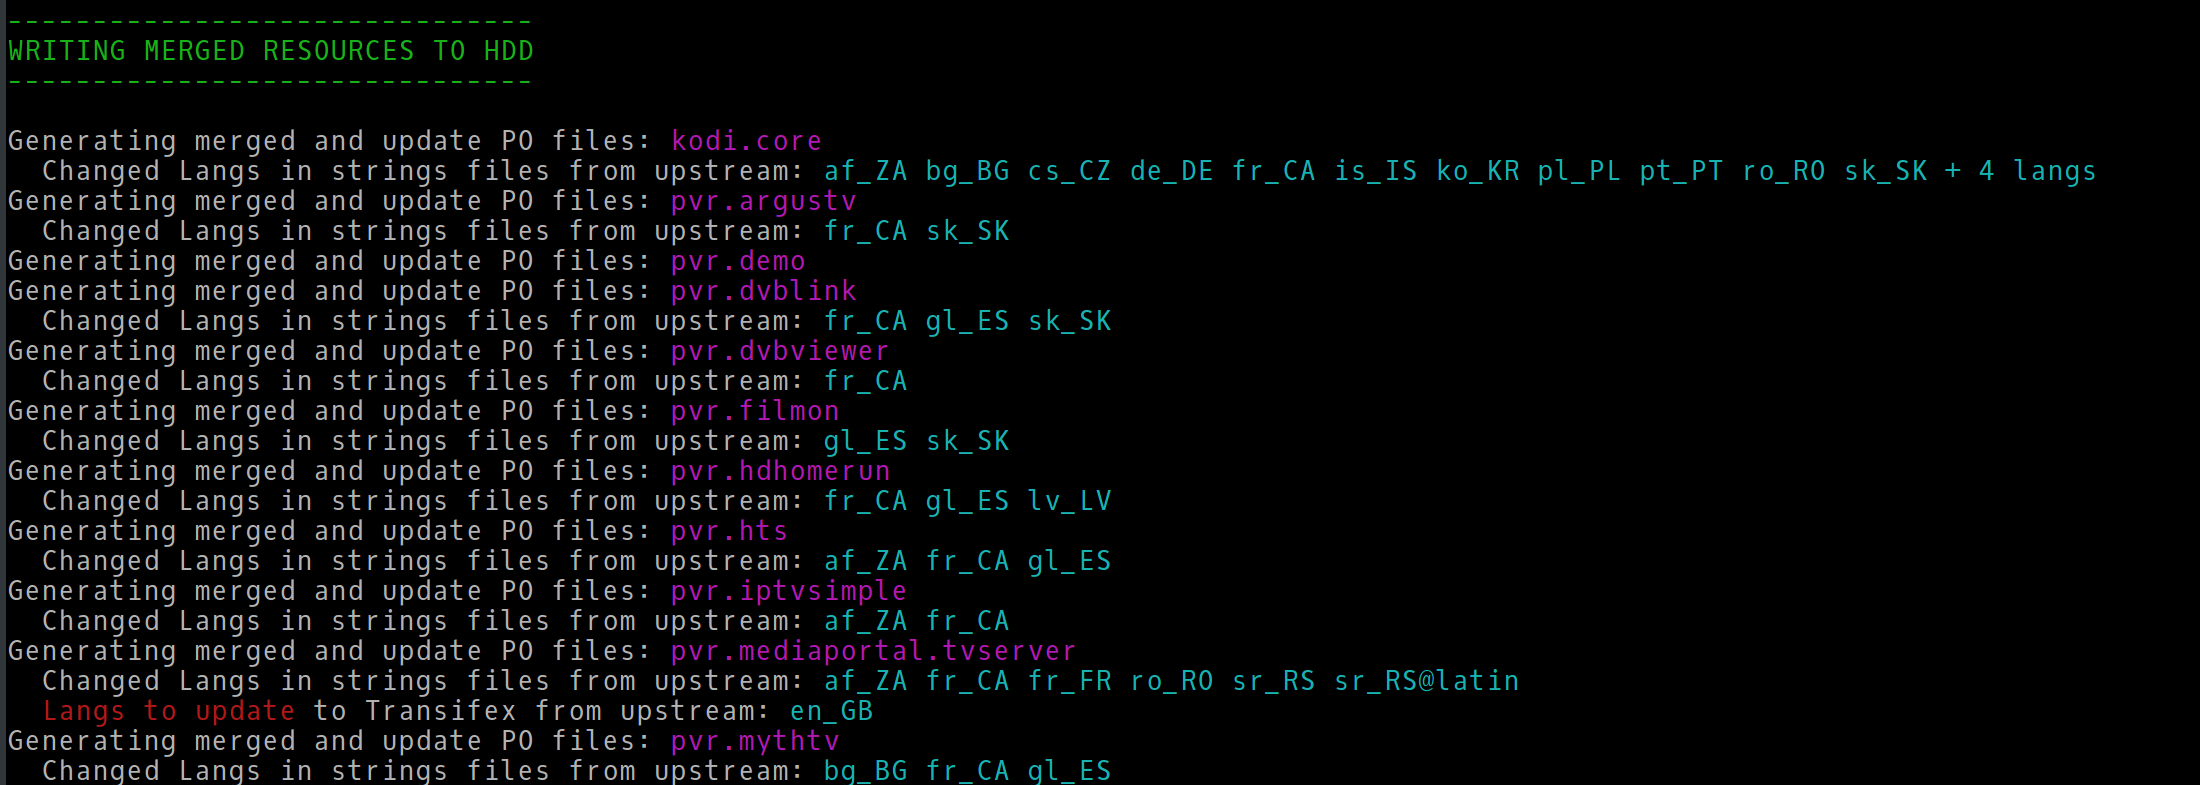 -------------------------------
WRITING MERGED RESOURCES TO HDD
-------------------------------
Generating merged and update PO files: kodi.core
Changed Langs in strings files from upstream: af_ZA bg_BG cs_CZ de_DE fr_CA is_IS ko_KR pl_PL pt_PT ro_RO sk_SK + 4 langs
Generating merged and update PO files: pvr.argustv
Changed Langs in strings files from upstream: fr_CA sk_SK
Generating merged and update PO files: pvr.demo
Generating merged and update PO files: pvr.dvblink
Changed Langs in strings files from upstream: fr_CA gl_ES sk_SK
Generating merged and update PO files: pvr.dvbviewer
Changed Langs in strings files from upstream: fr_CA
Generating merged and update PO files: pvr.filmon
Changed Langs in strings files from upstream: gl_ES sk_SK
Generating merged and update PO files: pvr.hdhomerun
Changed Langs in strings files from upstream: fr_CA gl_ES lv_LV
Generating merged and update PO files: pvr.hts
Changed Langs in strings files from upstream: af_ZA fr_CA gl_ES
Generating merged and update PO files: pvr.iptvsimple
Changed Langs in strings files from upstream: af_ZA fr_CA
Generating merged and update PO files: pvr.mediaportal.tvserver
Changed Langs in strings files from upstream: af_ZA fr_CA fr_FR ro_RO sr_RS sr_RS@latin
Langs to update to Transifex from upstream: en_GB
Generating merged and update PO files: pvr.mythtv
Changed Langs in strings files from upstream: bg_BG fr_CA gl_ES